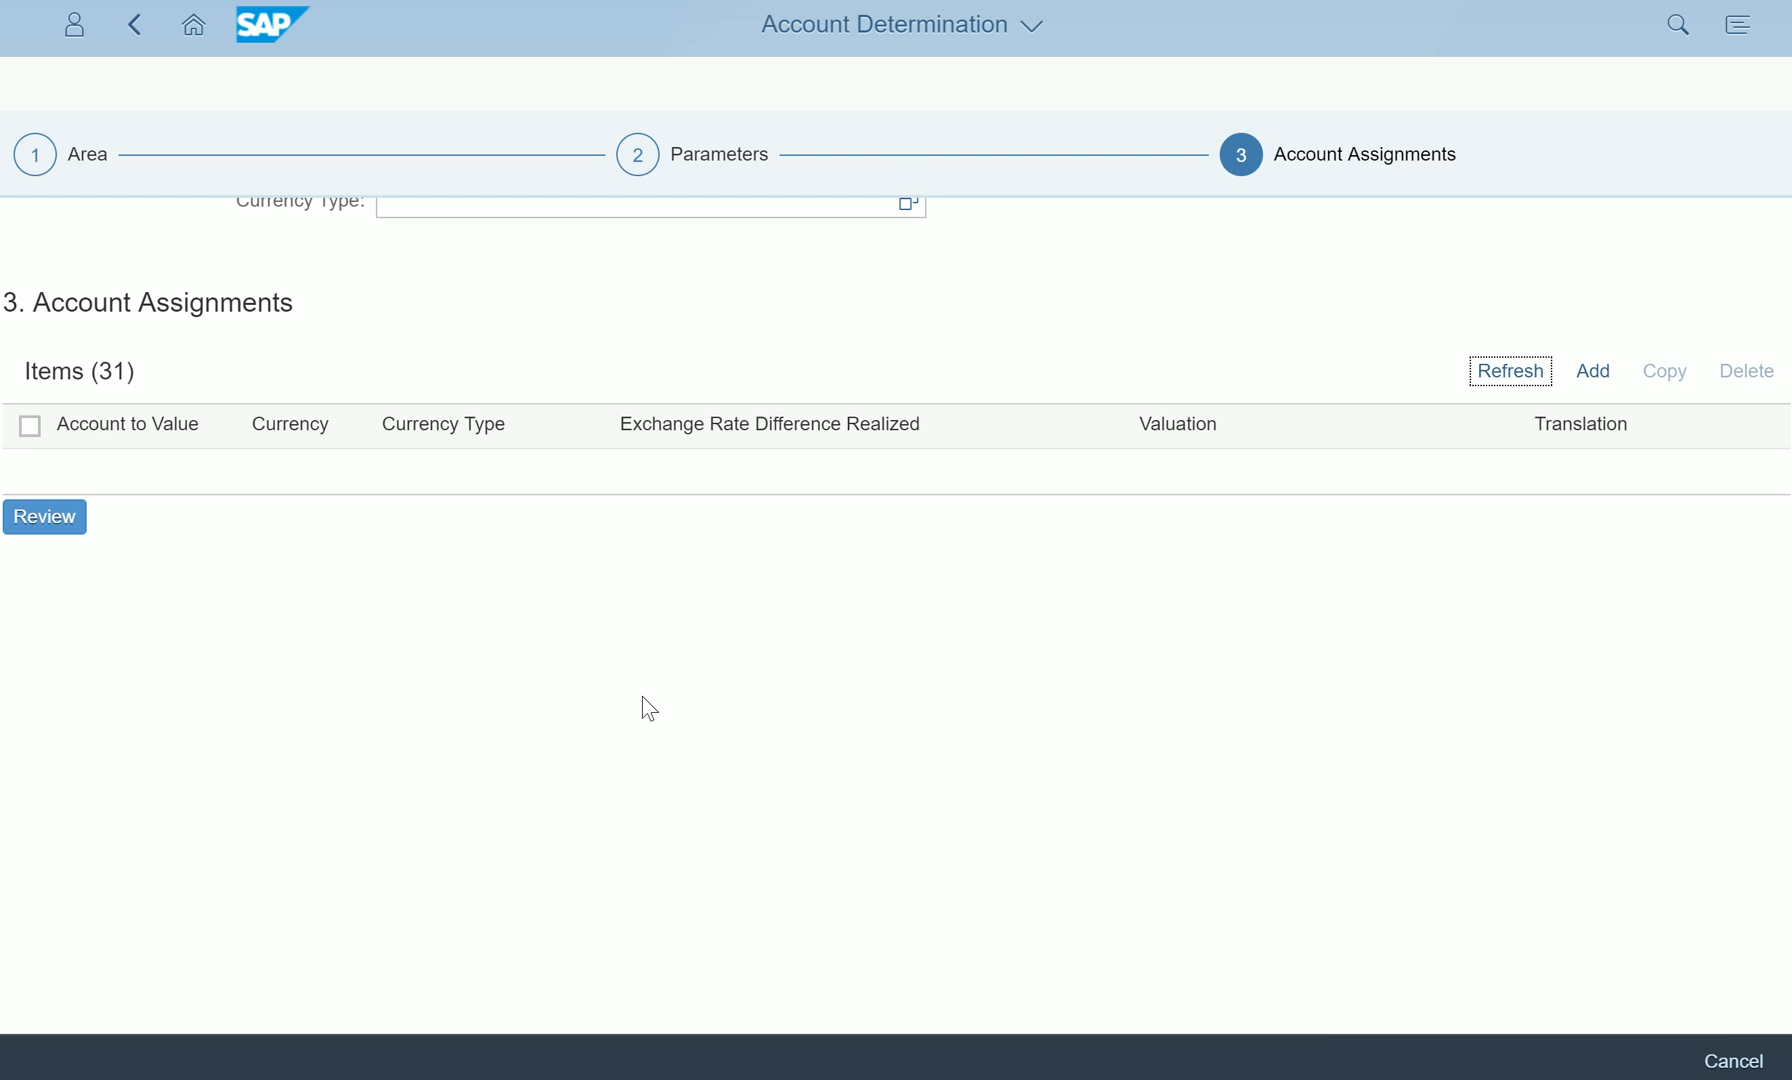 SAP
Account Determination
1 Area
2 Parameters
3 Account Assignments
Currency Type:
3. Account Assignments
Items (31)
Refresh Add Copy Delete
Account to Value Currency Currency Type Exchange Rate Difference Realized Valuation Translation
Review
Cancel